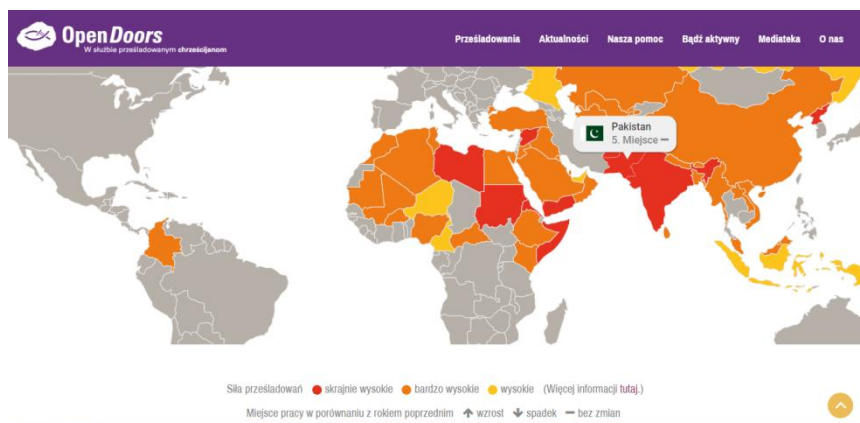 Open Doors
W służbie prześladowanym chrześcijanom
Prześladowania Aktualności Nasza pomoc Bądź aktywny Mediateka O nas
Pakistan
5. Miejsce —
Siła prześladowań skrajnie wysokie bardzo wysokie wysokie (Więcej informacji tutaj.)
Miejsce pracy w porównaniu z rokiem poprzednim ↑ wzrost ↓ spadek — bez zmian